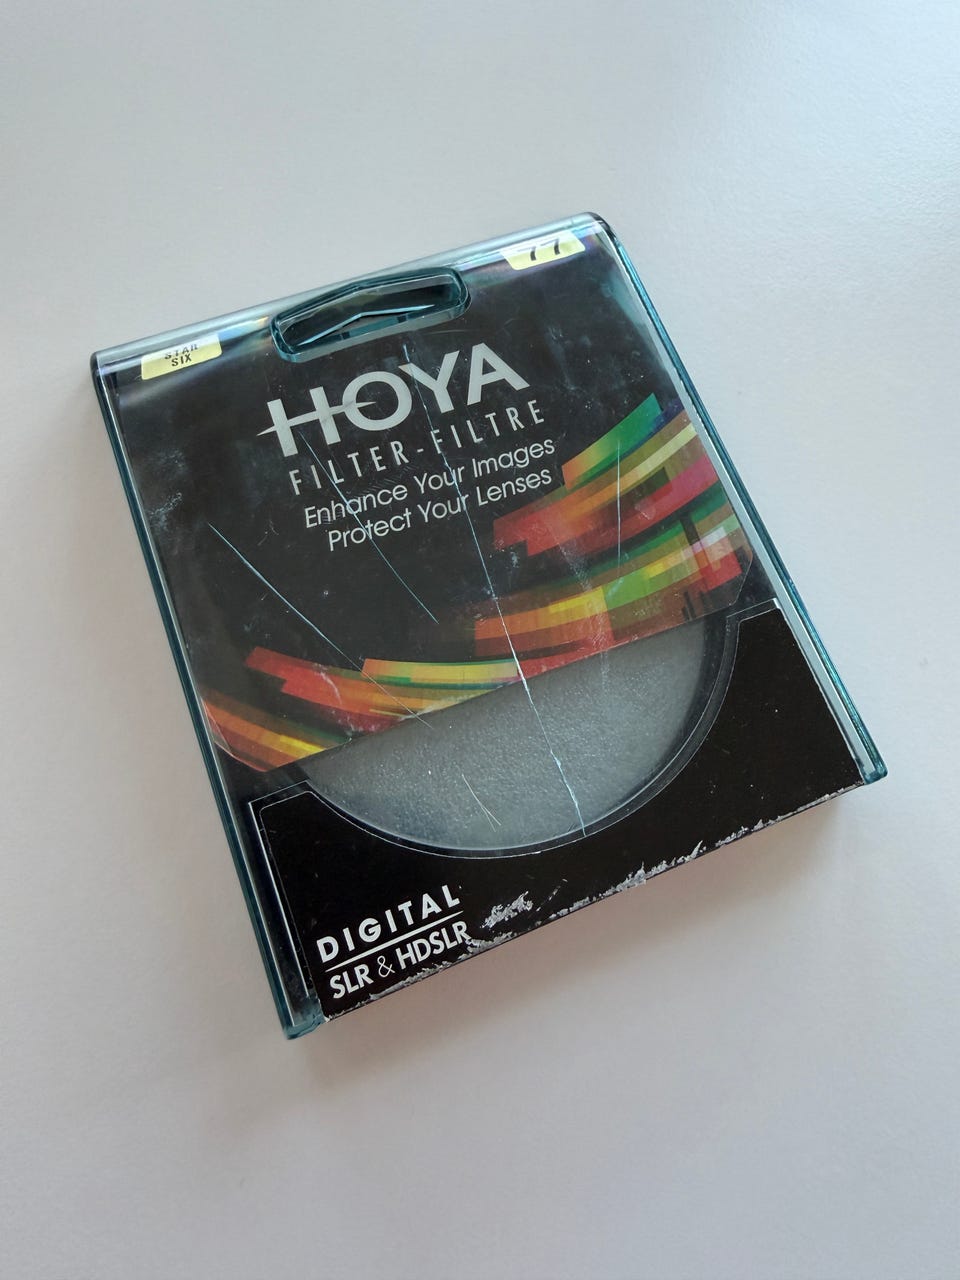 77
STAR
SIX
HOYA
FILTER-FILTRE
Enhance Your Images
Protect Your Lenses
DIGITAL
SLR & HDSLR